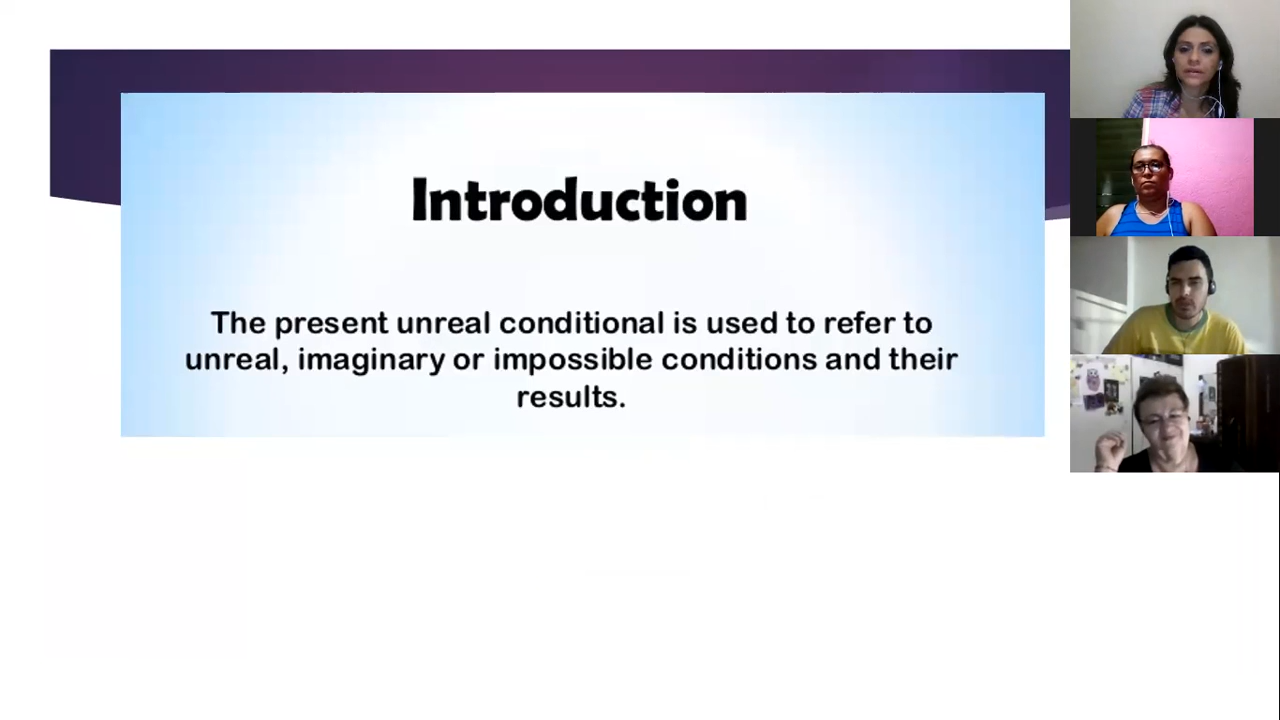 Introduction
The present unreal conditional is used to refer to
unreal, imaginary or impossible conditions and their
results.